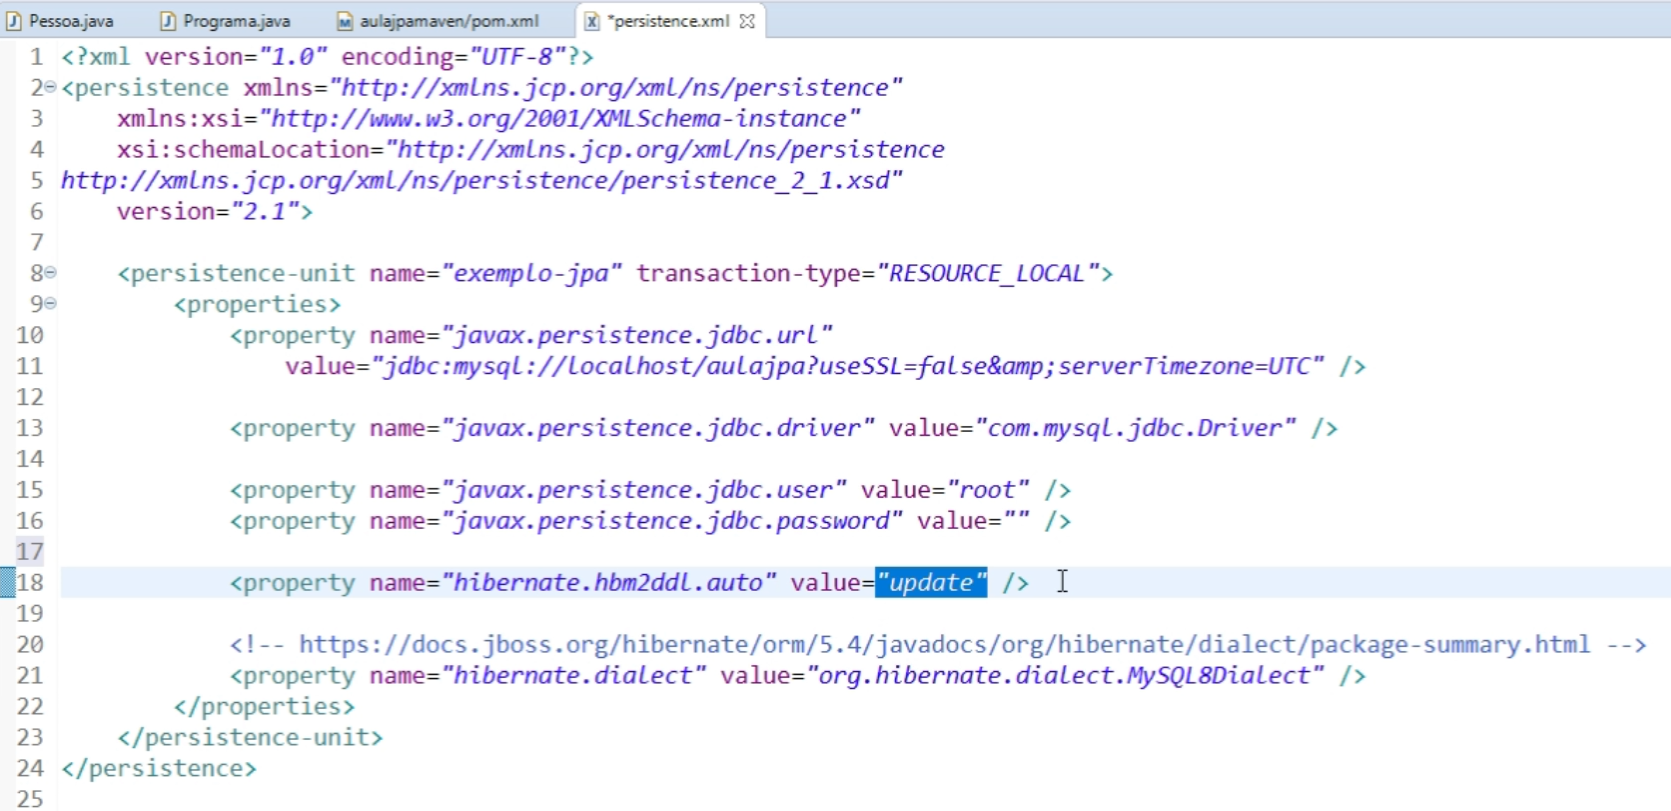 Pessoa.java Programa.java aulajpamaven/pom.xml *persistence.xml
1 <?xml version="1.0" encoding="UTF-8"?>
2 <persistence xmlns="http://xmlns.jcp.org/xml/ns/persistence"
3 xmlns:xsi="http://www.w3.org/2001/XMLSchema-instance"
4 xsi:schemaLocation="http://xmlns.jcp.org/xml/ns/persistence
5 http://xmlns.jcp.org/xml/ns/persistence/persistence_2_1.xsd"
6 version="2.1">
7
8 <persistence-unit name="exemplo-jpa" transaction-type="RESOURCE_LOCAL">
9 <properties>
10 <property name="javax.persistence.jdbc.url"
11 value="jdbc:mysql://localhost/aulajpa?useSSL=false&amp;serverTimezone=UTC" />
12
13 <property name="javax.persistence.jdbc.driver" value="com.mysql.jdbc.Driver" />
14
15 <property name="javax.persistence.jdbc.user" value="root" />
16 <property name="javax.persistence.jdbc.password" value="" />
17
18 <property name="hibernate.hbm2ddl.auto" value="update" />
19
20 <!-- https://docs.jboss.org/hibernate/orm/5.4/javadocs/org/hibernate/dialect/package-summary.html -->
21 <property name="hibernate.dialect" value="org.hibernate.dialect.MySQL8Dialect" />
22 </properties>
23 </persistence-unit>
24 </persistence>
25